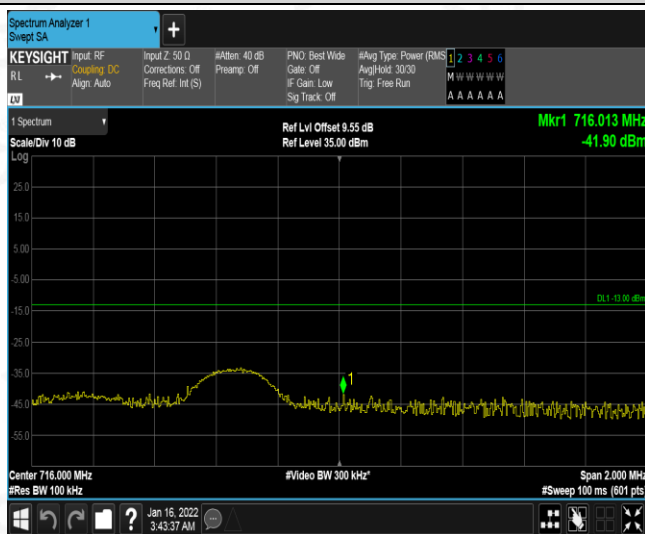 Spectrum Analyzer 1
Swept SA
+
KEYSIGHT
RL
LXI
Input: RF
Coupling: DC
Align: Auto
Input Z: 50 Ω
Corrections: Off
Freq Ref: Int (S)
#Atten: 40 dB
Preamp: Off
PNO: Best Wide
Gate: Off
IF Gain: Low
Sig Track: Off
#Avg Type: Power (RMS
Avg|Hold: 30/30
Trig: Free Run
1 2 3 4 5 6
M W W W W W
A A A A A A
1 Spectrum
Scale/Div 10 dB
Log
Ref Lvl Offset 9.55 dB
Ref Level 35.00 dBm
Mkr1 716.013 MHz
-41.90 dBm
25.0
15.0
5.00
-5.00
DL1 -13.00 dBm
-15.0
-25.0
-35.0
1
-45.0
-55.0
Center 716.000 MHz
#Res BW 100 kHz
#Video BW 300 kHz*
Span 2.000 MHz
#Sweep 100 ms (601 pts)
?
Jan 16, 2022
3:43:37 AM